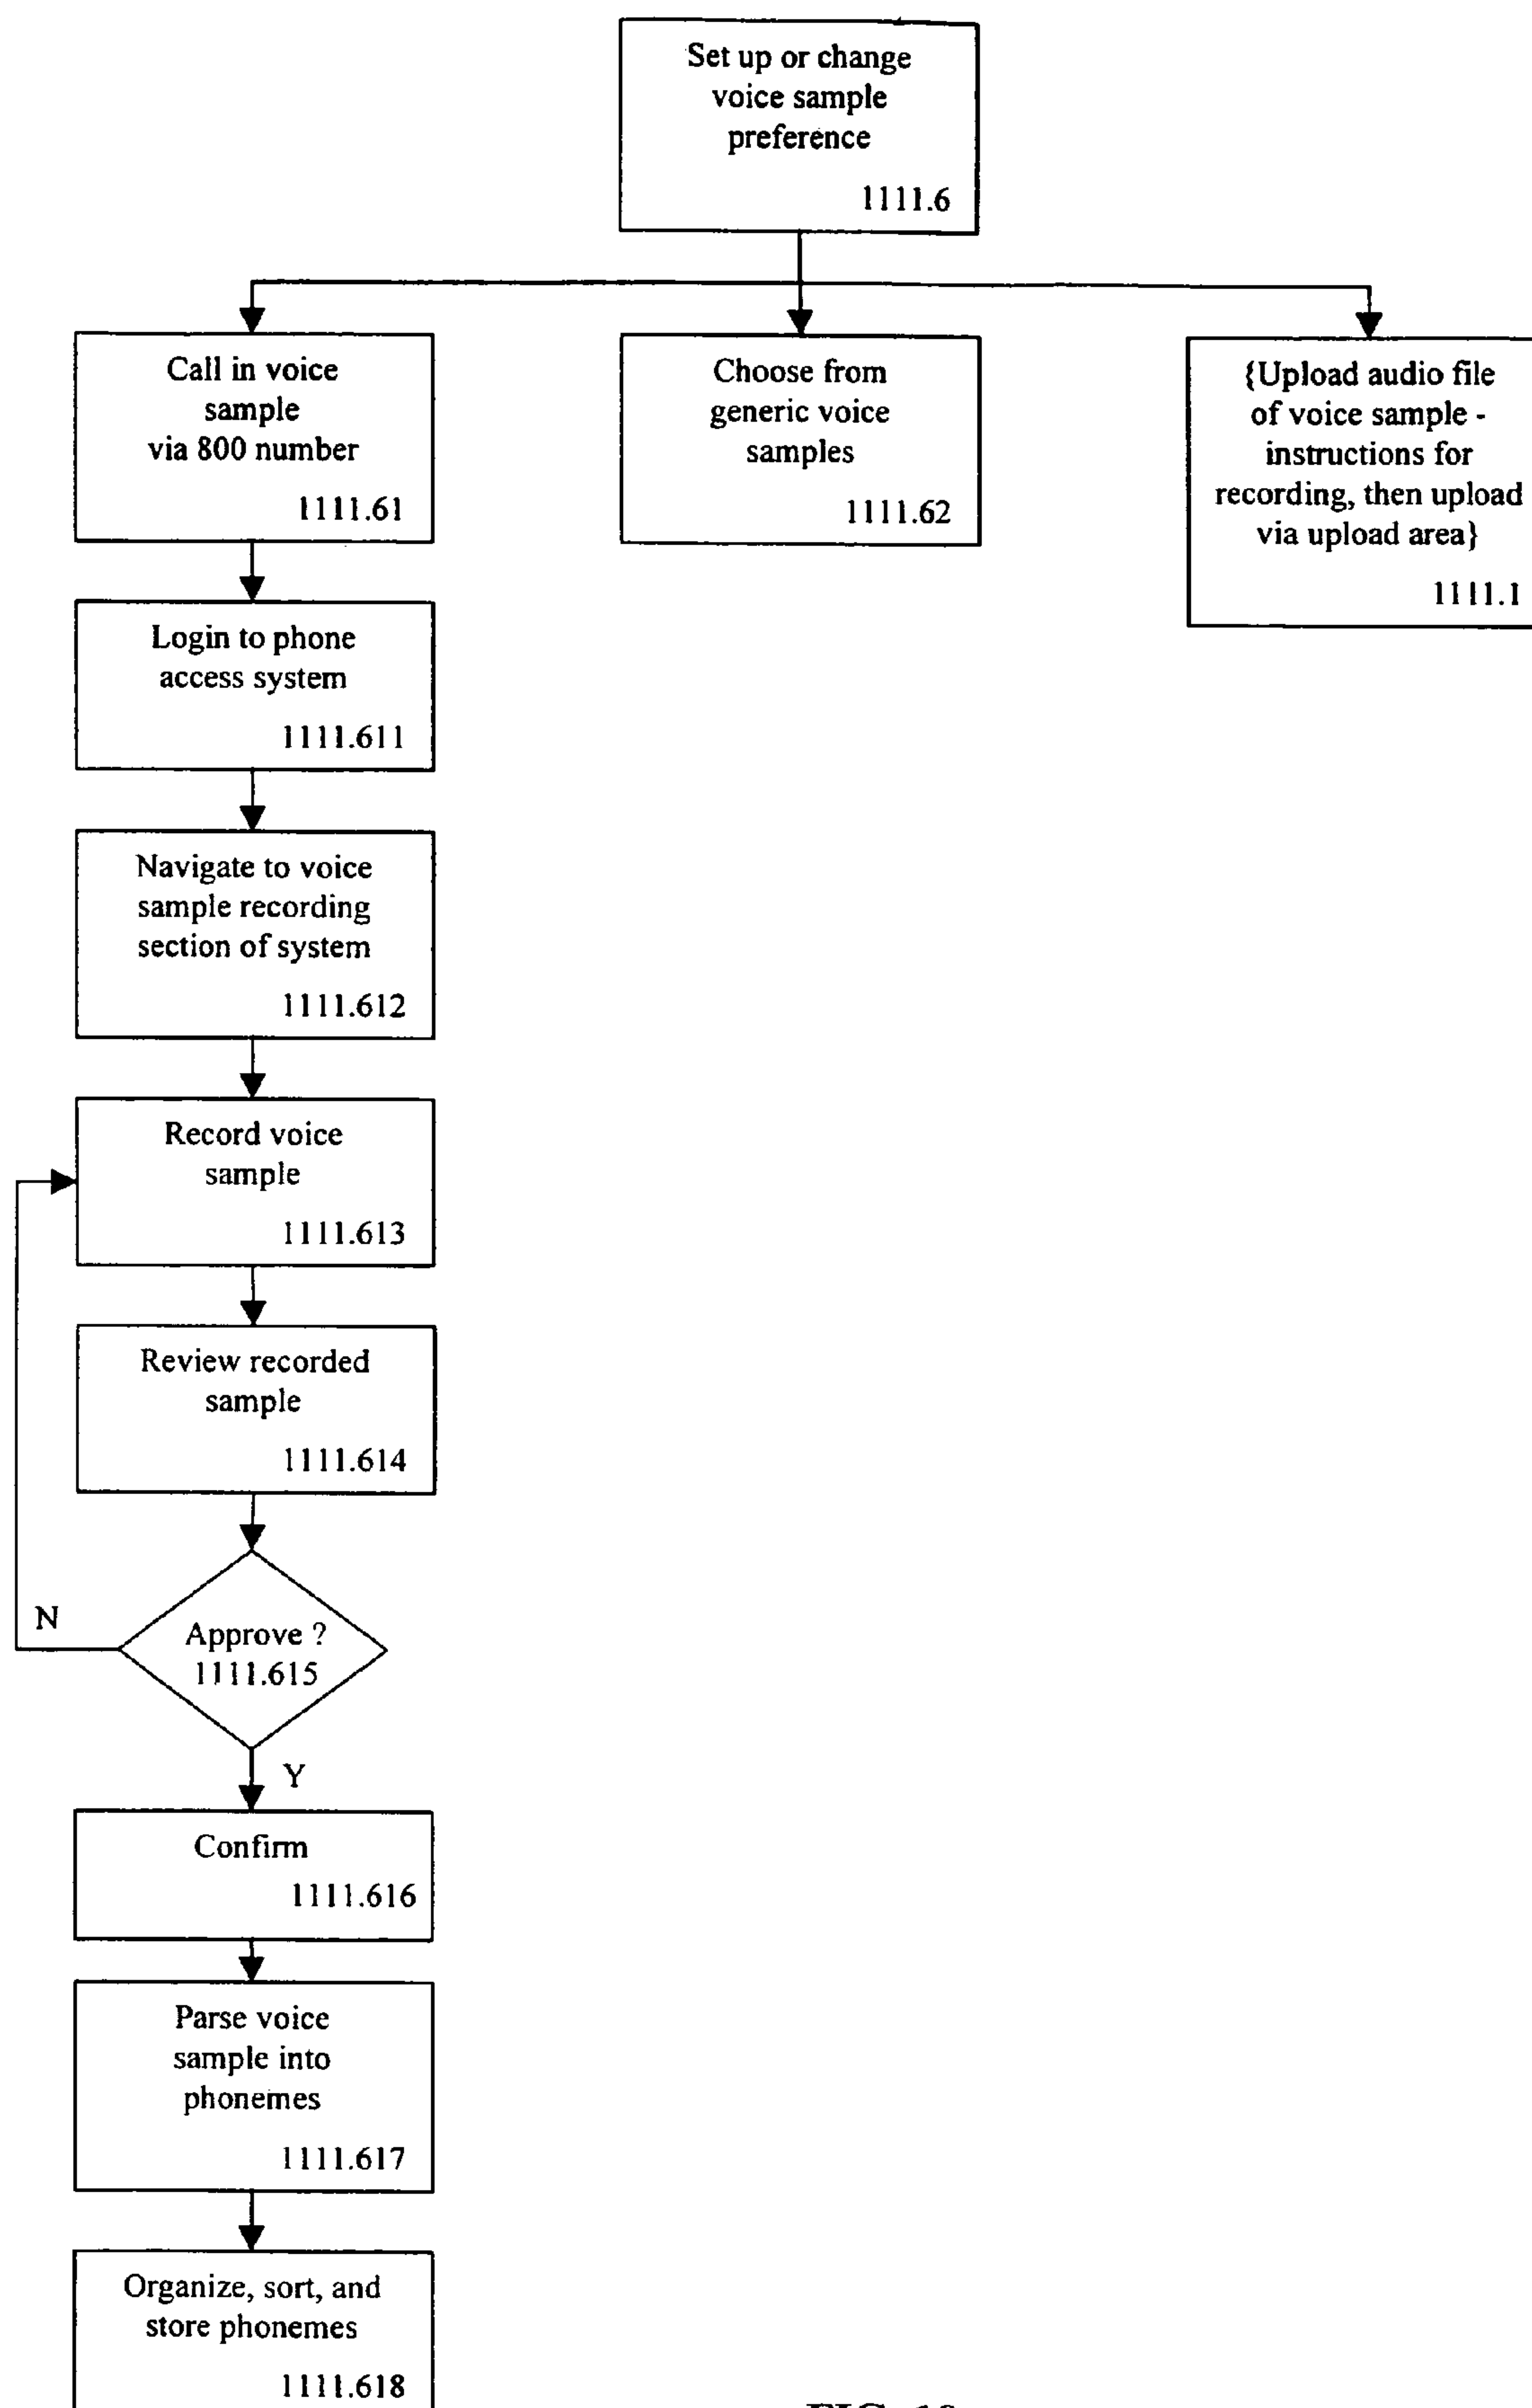 Set up or change
voice sample
preference
1111.6
Call in voice
sample
via 800 number
1111.61
Choose from
generic voice
samples
1111.62
{Upload audio file
of voice sample -
instructions for
recording, then upload
via upload area}
1111.1
Login to phone
access system
1111.611
Navigate to voice
sample recording
section of system
1111.612
Record voice
sample
1111.613
Review recorded
sample
1111.614
N
Approve ?
1111.615
Y
Confirm
1111.616
Parse voice
sample into
phonemes
1111.617
Organize, sort, and
store phonemes
1111.618